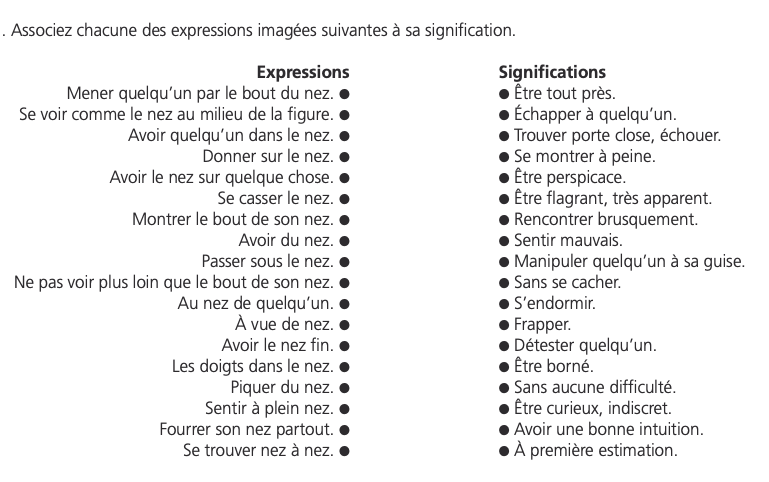 . Associez chacune des expressions imagées suivantes à sa signification.
Expressions Significations
Mener quelqu’un par le bout du nez. ● ● Être tout près.
Se voir comme le nez au milieu de la figure. ● ● Échapper à quelqu’un.
Avoir quelqu’un dans le nez. ● ● Trouver porte close, échouer.
Donner sur le nez. ● ● Se montrer à peine.
Avoir le nez sur quelque chose. ● ● Être perspicace.
Se casser le nez. ● ● Être flagrant, très apparent.
Montrer le bout de son nez. ● ● Rencontrer brusquement.
Avoir du nez. ● ● Sentir mauvais.
Passer sous le nez. ● ● Manipuler quelqu’un à sa guise.
Ne pas voir plus loin que le bout de son nez. ● ● Sans se cacher.
Au nez de quelqu’un. ● ● S’endormir.
À vue de nez. ● ● Frapper.
Avoir le nez fin. ● ● Détester quelqu’un.
Les doigts dans le nez. ● ● Être borné.
Piquer du nez. ● ● Sans aucune difficulté.
Sentir à plein nez. ● ● Être curieux, indiscret.
Fourrer son nez partout. ● ● Avoir une bonne intuition.
Se trouver nez à nez. ● ● À première estimation.